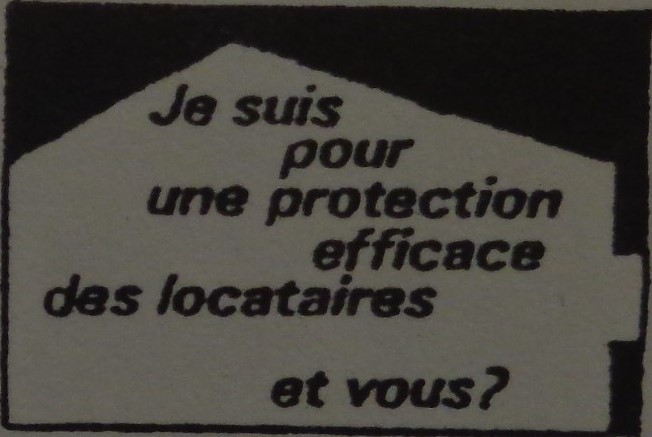 Je suis
pour
une protection
efficace
des locataires
et vous?